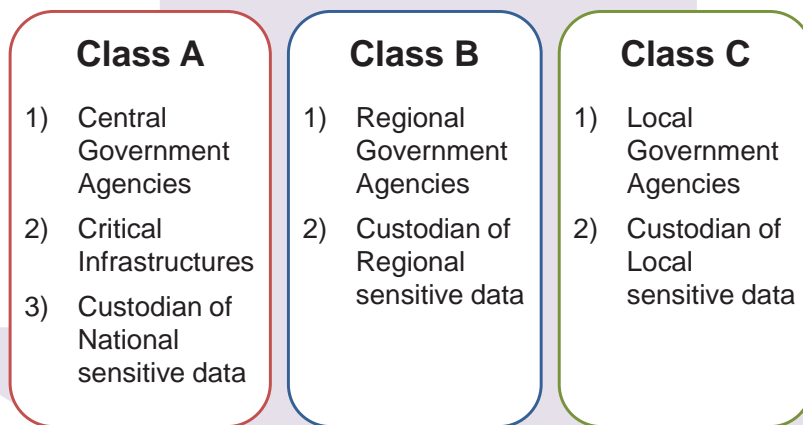 Class A
1) Central
Government
Agencies
2) Critical
Infrastructures
3) Custodian of
National
sensitive data
Class B
1) Regional
Government
Agencies
2) Custodian of
Regional
sensitive data
Class C
1) Local
Government
Agencies
2) Custodian of
Local
sensitive data